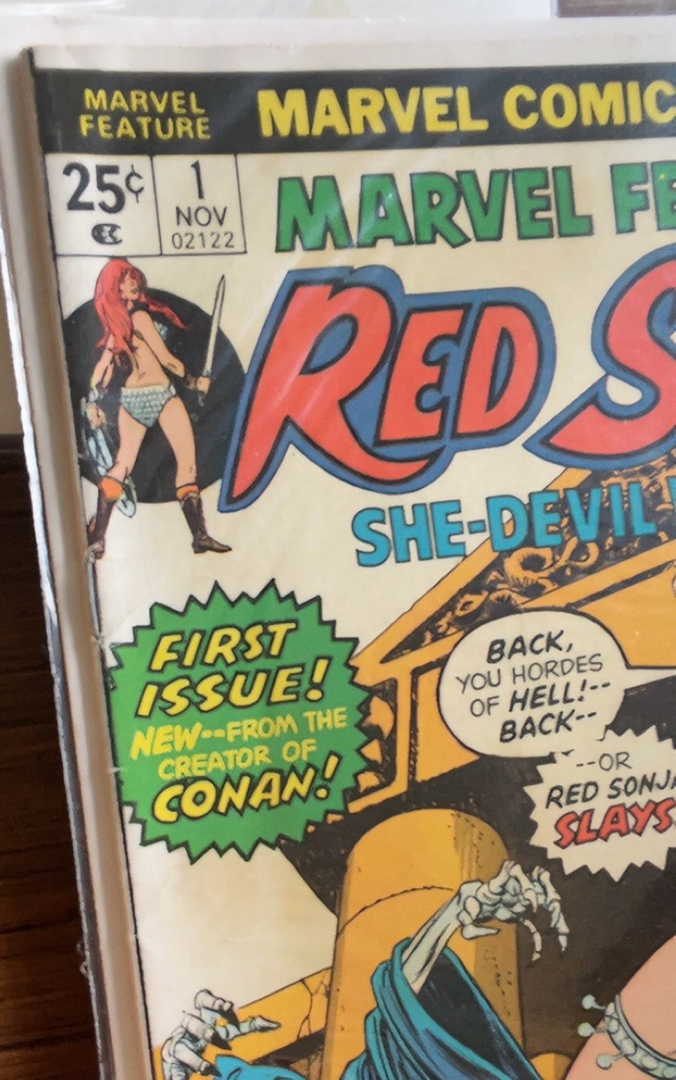 MARVEL
FEATURE
MARVEL COMIC
25¢
1
NOV
02122
MARVEL FE
RED S
SHE-DEVIL
FIRST
ISSUE!
NEW--FROM THE
CREATOR OF
CONAN!
BACK,
YOU HORDES
OF HELL!--
BACK--
--OR
RED SONJA
SLAYS